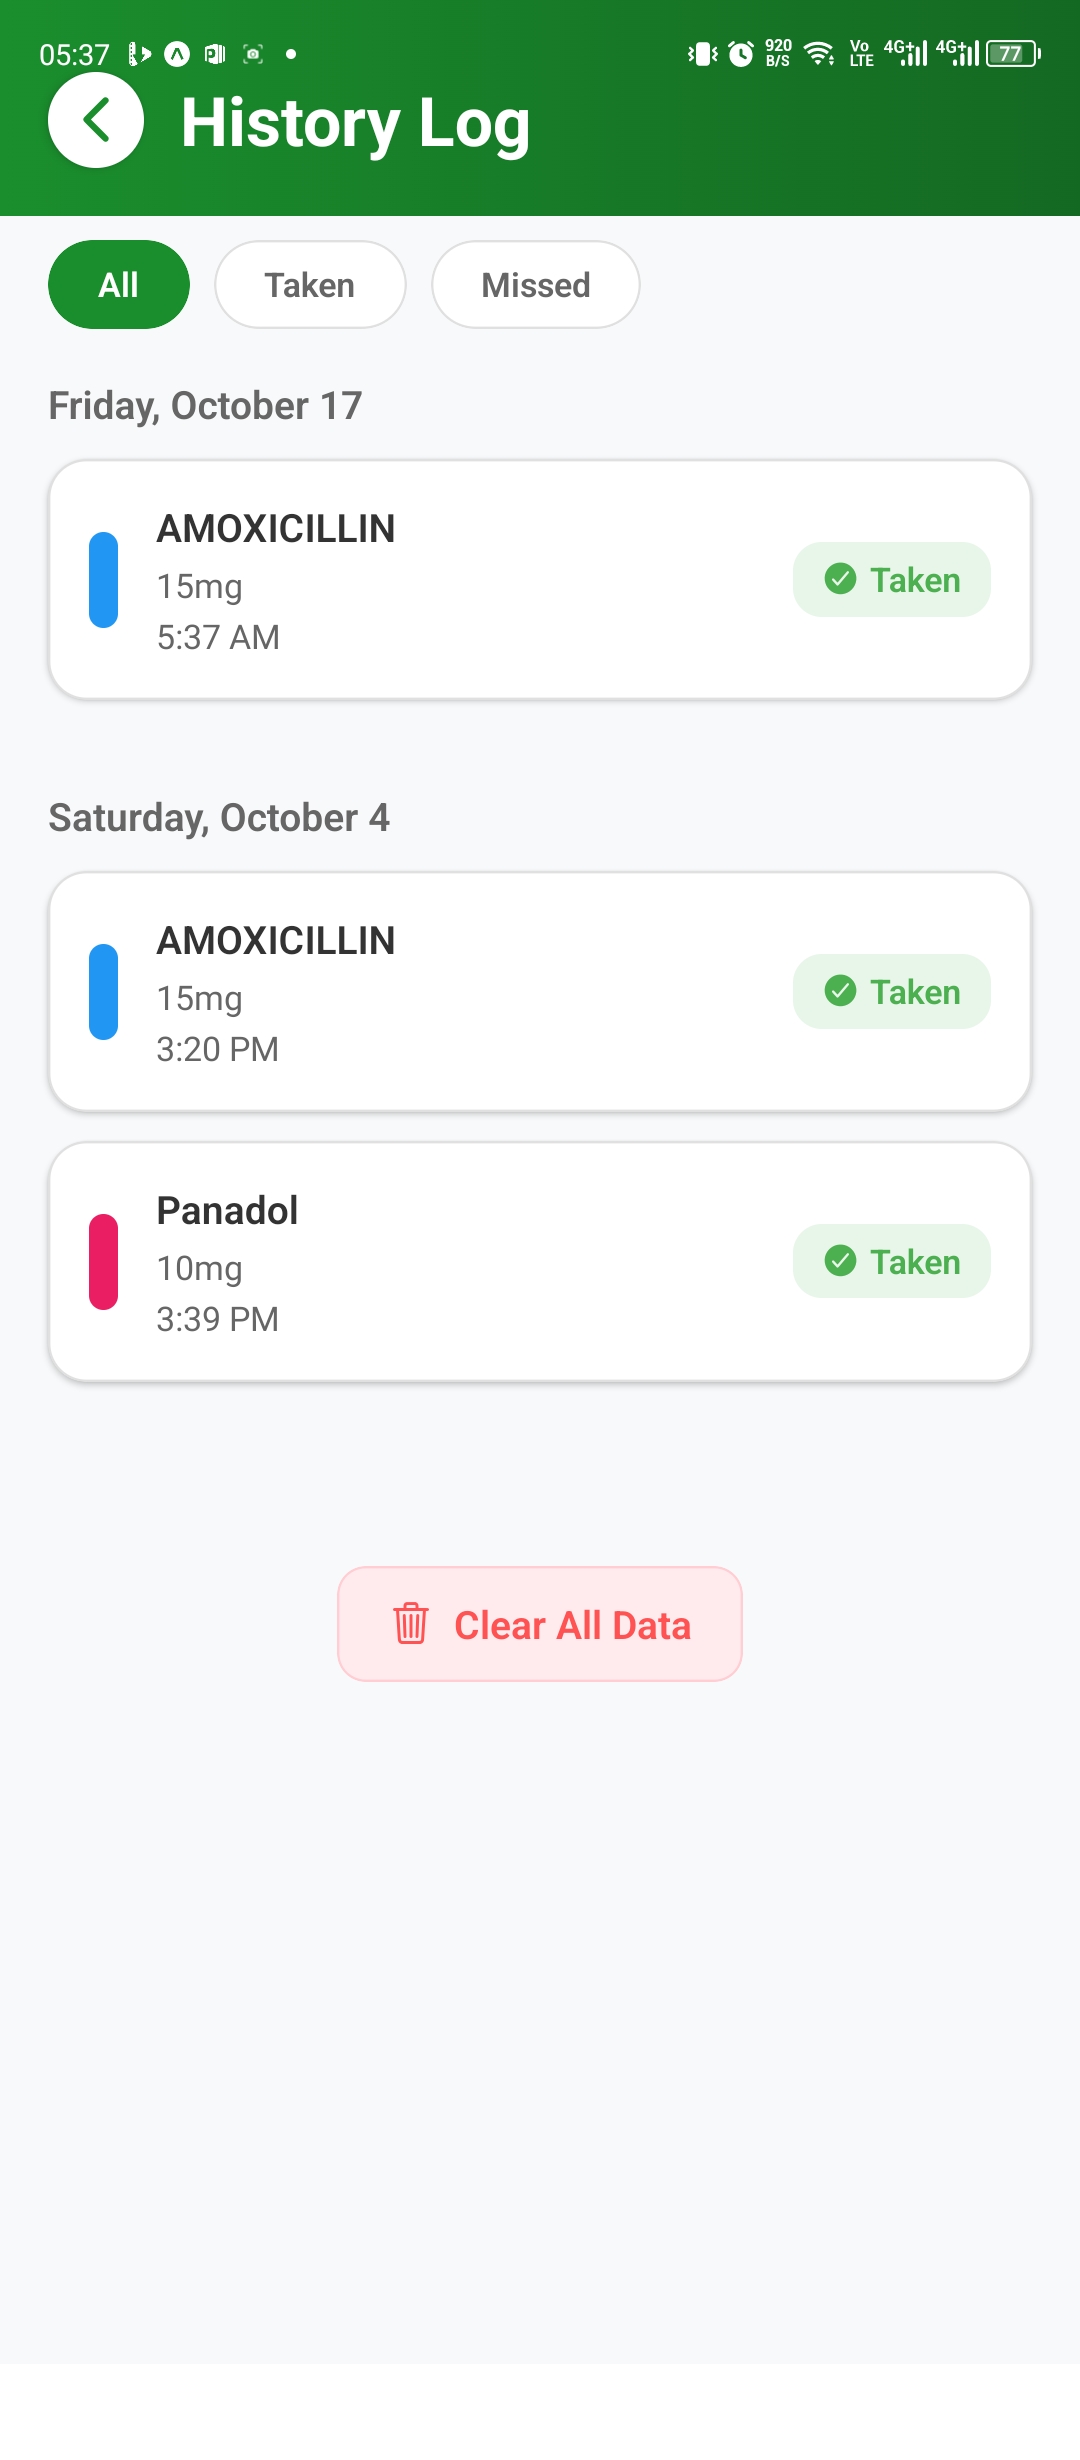 05:37
920 B/S
Vo LTE
4G+
4G+
77
History Log
All
Taken
Missed
Friday, October 17
AMOXICILLIN
15mg
5:37 AM
Taken
Saturday, October 4
AMOXICILLIN
15mg
3:20 PM
Taken
Panadol
10mg
3:39 PM
Taken
Clear All Data